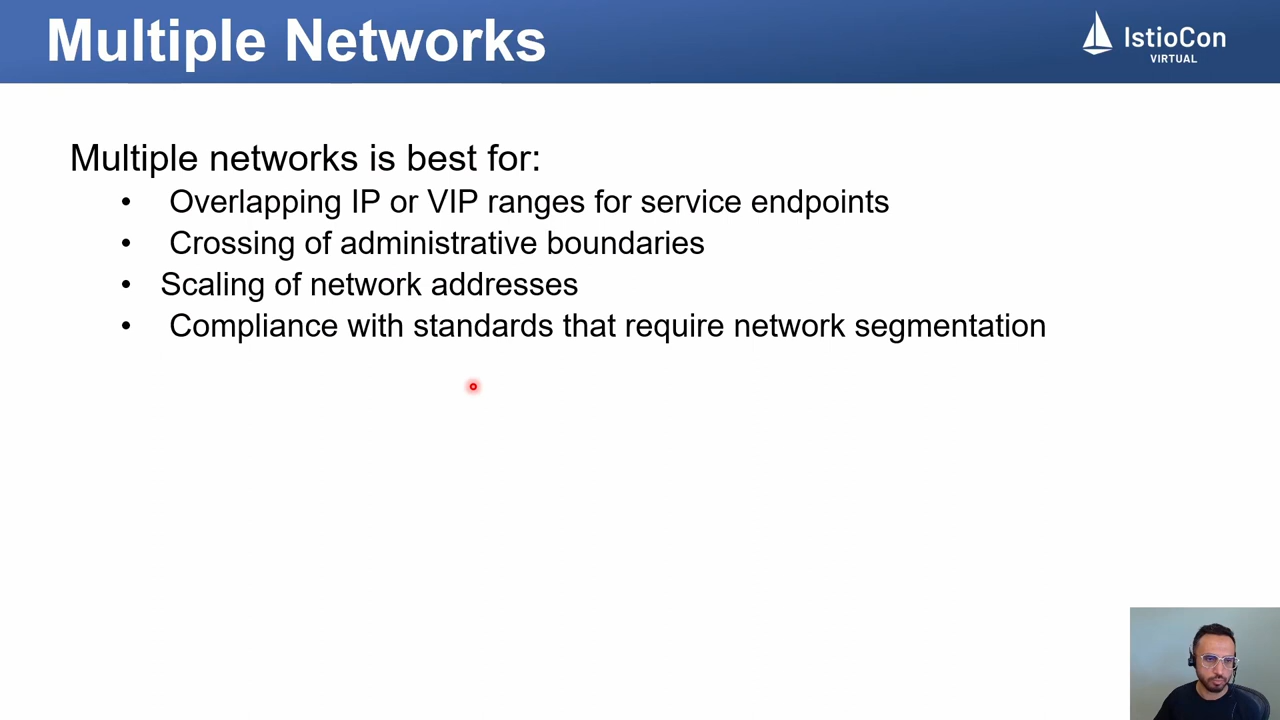 Multiple Networks
IstioCon
VIRTUAL
Multiple networks is best for:
• Overlapping IP or VIP ranges for service endpoints
• Crossing of administrative boundaries
• Scaling of network addresses
• Compliance with standards that require network segmentation